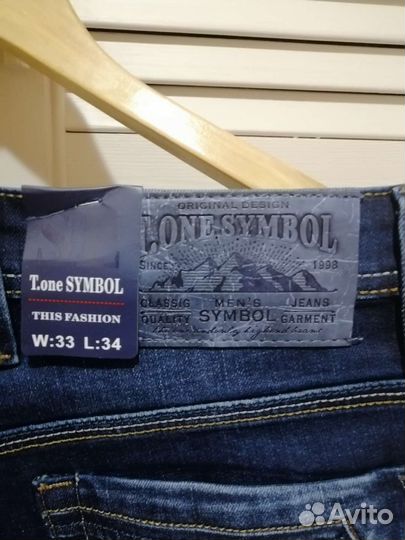 ORIGINAL DESIGN
T.ONE SYMBOL
SINCE 1998
CLASSIC MEN'S JEANS
QUALITY SYMBOL GARMENT
T.one SYMBOL
THIS FASHION
W:33 L:34
Avito